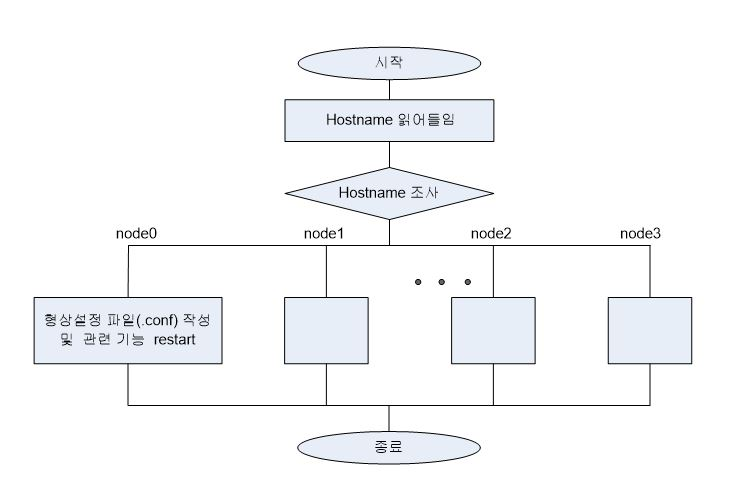 시작
Hostname 읽어들임
Hostname 조사
node0
node1
node2
node3
형상설정 파일(.conf) 작성
및 관련 기능 restart
종료